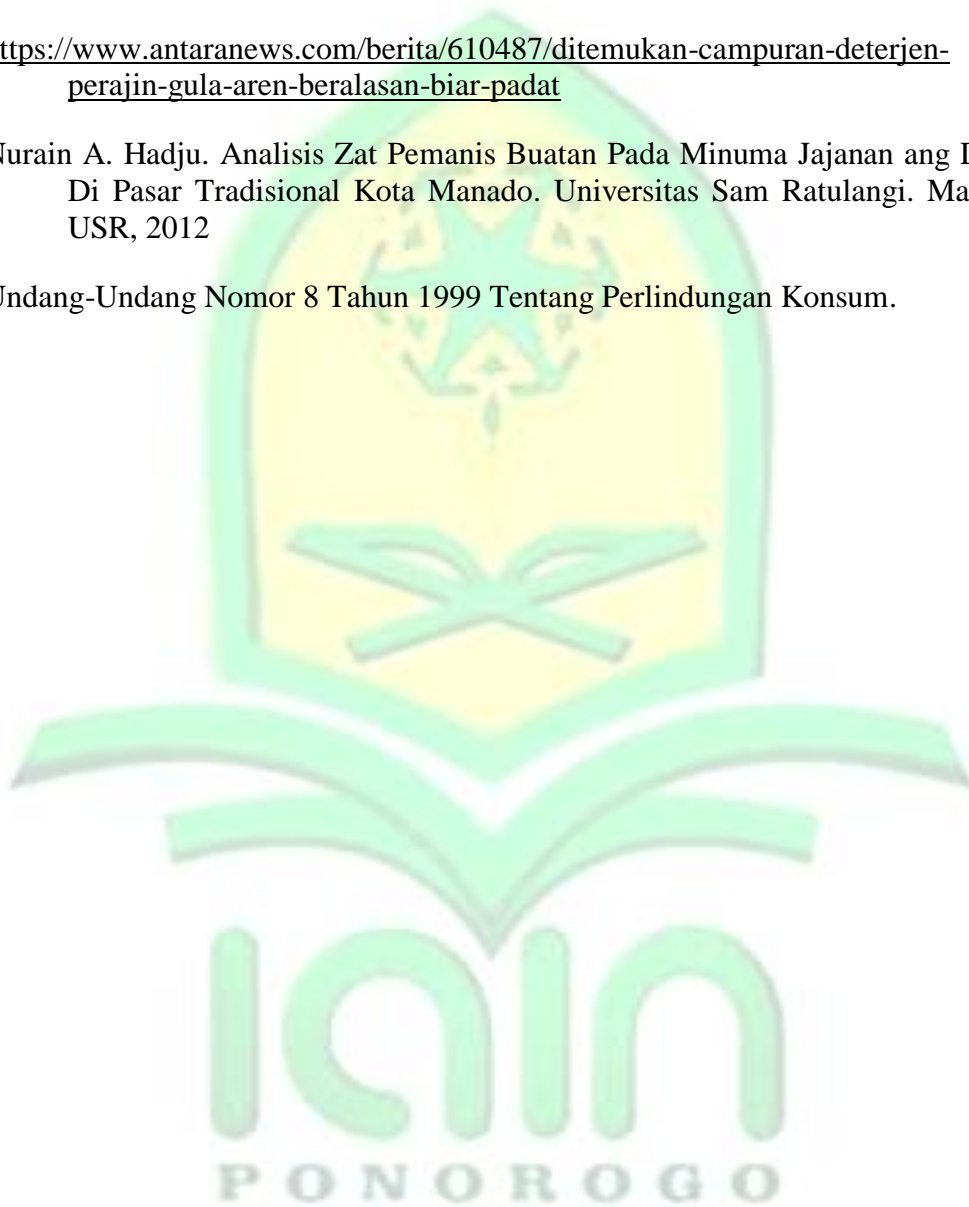 ttps://www.antaranews.com/berita/610487/ditemukan-campuran-deterjen-
perajin-gula-aren-beralasan-biar-padat
Nurain A. Hadju. Analisis Zat Pemanis Buatan Pada Minuma Jajanan ang
Di Pasar Tradisional Kota Manado. Universitas Sam Ratulangi. Ma
USR, 2012
Undang-Undang Nomor 8 Tahun 1999 Tentang Perlindungan Konsum.
iain
PONOROGO